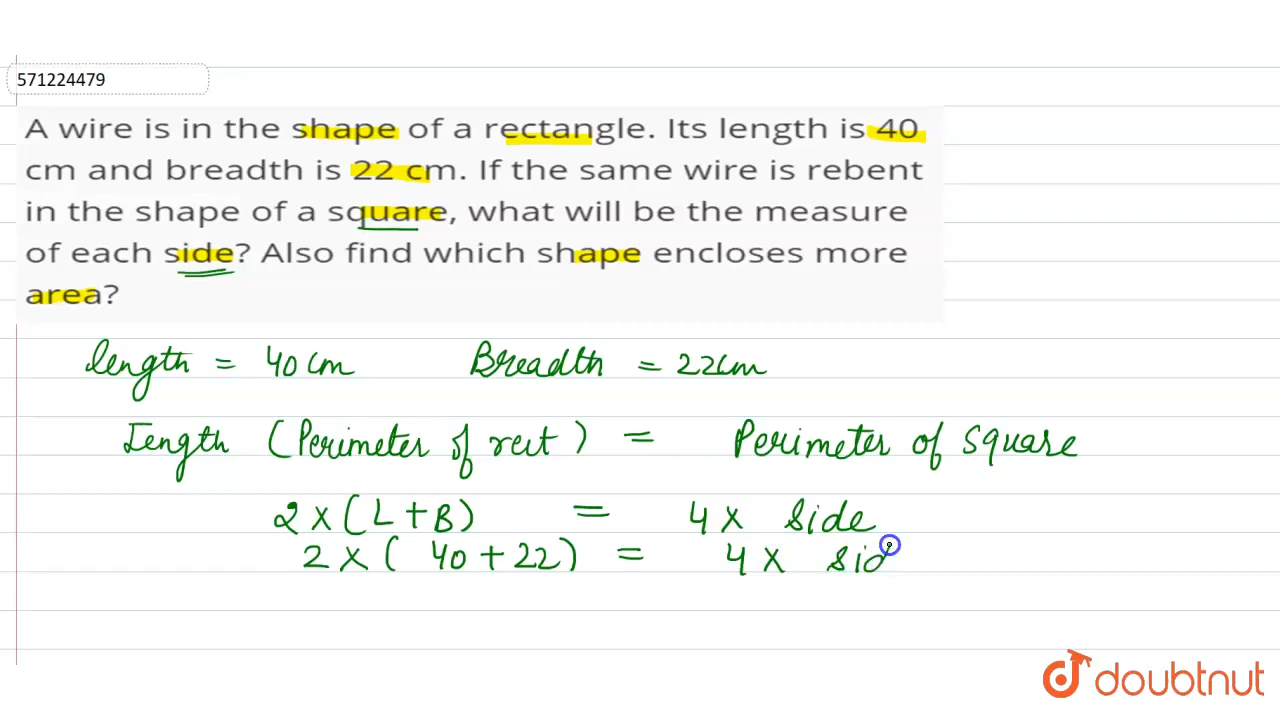 571224479
A wire is in the shape of a rectangle. Its length is 40
cm and breadth is 22 cm. If the same wire is rebent
in the shape of a square, what will be the measure
of each side? Also find which shape encloses more
area?
length = 40 cm Breadth = 22cm
Length (Perimeter of rect) = Perimeter of square
2 × (L+B) = 4 × side
2 × ( 40 + 22) = 4 × sid
doubtnut